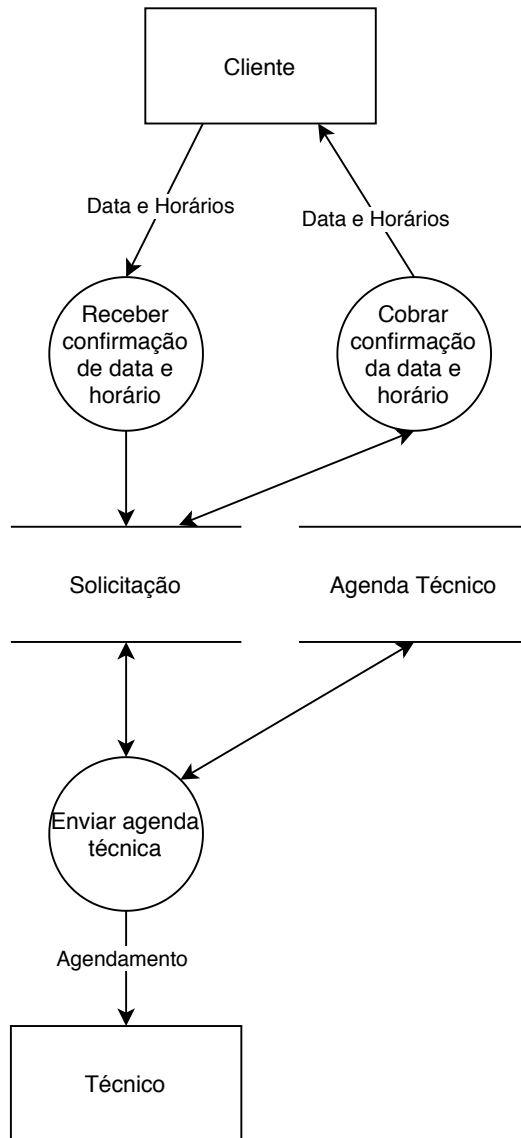 Cliente
Data e Horários
Data e Horários
Receber
confirmação
de data e
horário
Cobrar
confirmação
da data e
horário
Solicitação
Agenda Técnico
Enviar agenda
técnica
Agendamento
Técnico